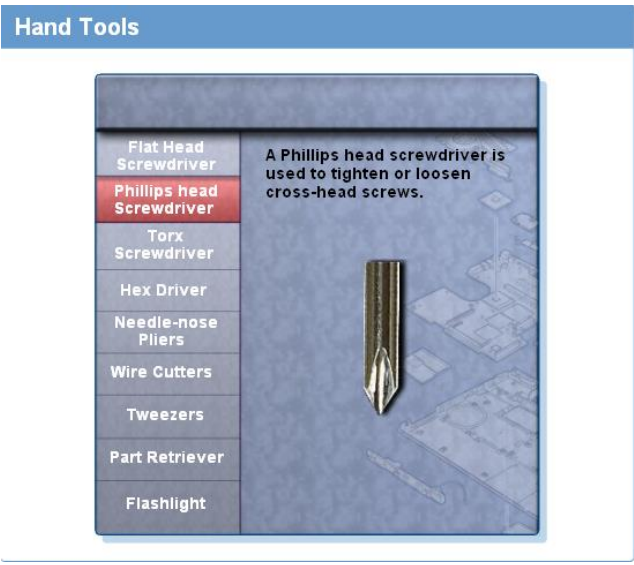 Hand Tools
Flat Head
Screwdriver
Phillips head
Screwdriver
Torx
Screwdriver
Hex Driver
Needle-nose
Pliers
Wire Cutters
Tweezers
Part Retriever
Flashlight
A Phillips head screwdriver is
used to tighten or loosen
cross-head screws.